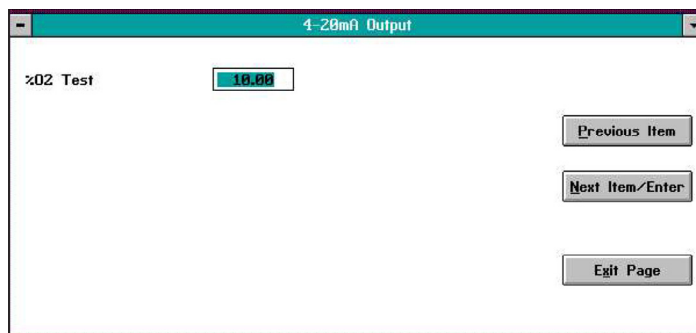 4-20mA Output
%O2 Test 10.00
Previous Item
Next Item/Enter
Exit Page